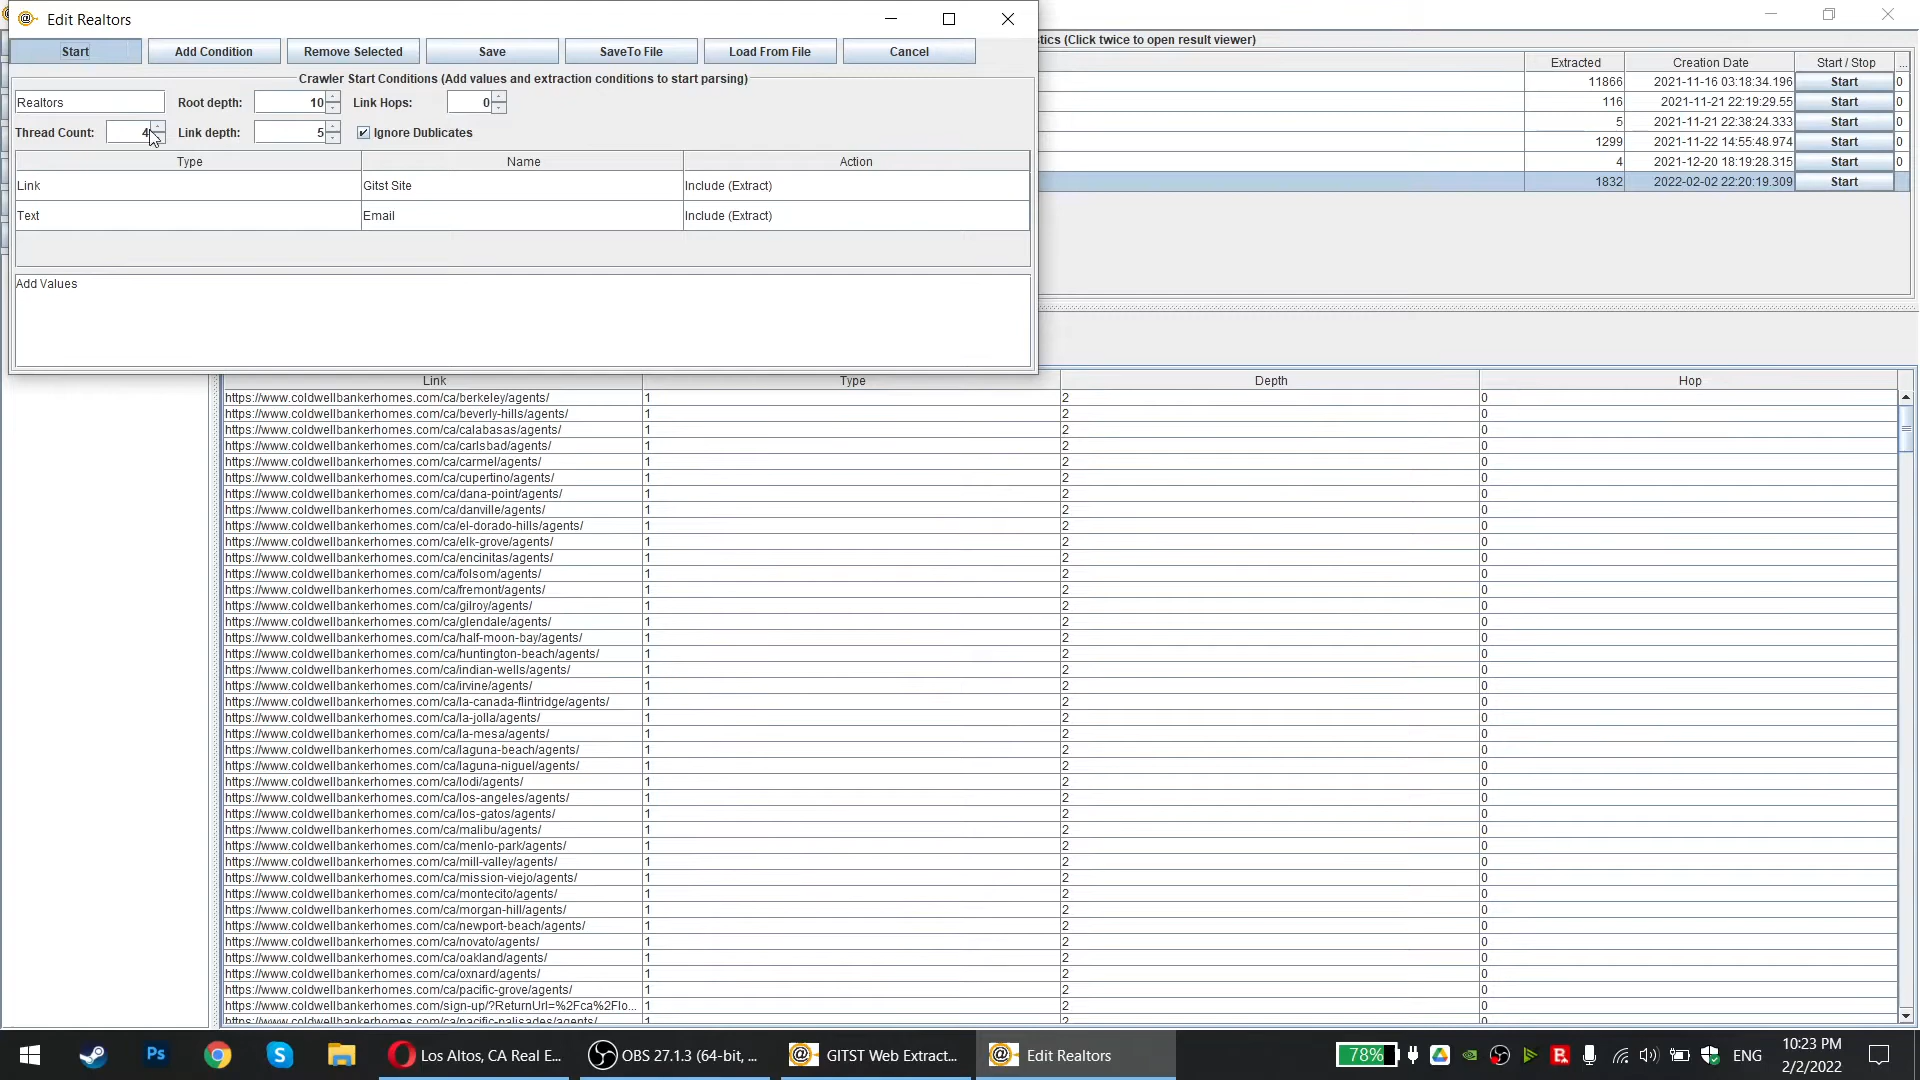 Edit Realtors
Start Add Condition Remove Selected Save SaveTo File Load From File Cancel
Crawler Start Conditions (Add values and extraction conditions to start parsing)
Realtors Root depth: 10 Link Hops: 0
Thread Count: 4 Link depth: 5 Ignore Dublicates
Type Name Action
Link Gitst Site Include (Extract)
Text Email Include (Extract)
Add Values
tics (Click twice to open result viewer)
Extracted Creation Date Start / Stop ...
11866 2021-11-16 03:18:34.196 Start 0
116 2021-11-21 22:19:29.55 Start 0
5 2021-11-21 22:38:24.333 Start 0
1299 2021-11-22 14:55:48.974 Start 0
4 2021-12-20 18:19:28.315 Start 0
1832 2022-02-02 22:20:19.309 Start
Link Type Depth Hop
https://www.coldwellbankerhomes.com/ca/berkeley/agents/ 1 2 0
https://www.coldwellbankerhomes.com/ca/beverly-hills/agents/ 1 2 0
https://www.coldwellbankerhomes.com/ca/calabasas/agents/ 1 2 0
https://www.coldwellbankerhomes.com/ca/carlsbad/agents/ 1 2 0
https://www.coldwellbankerhomes.com/ca/carmel/agents/ 1 2 0
https://www.coldwellbankerhomes.com/ca/cupertino/agents/ 1 2 0
https://www.coldwellbankerhomes.com/ca/dana-point/agents/ 1 2 0
https://www.coldwellbankerhomes.com/ca/danville/agents/ 1 2 0
https://www.coldwellbankerhomes.com/ca/el-dorado-hills/agents/ 1 2 0
https://www.coldwellbankerhomes.com/ca/elk-grove/agents/ 1 2 0
https://www.coldwellbankerhomes.com/ca/encinitas/agents/ 1 2 0
https://www.coldwellbankerhomes.com/ca/folsom/agents/ 1 2 0
https://www.coldwellbankerhomes.com/ca/fremont/agents/ 1 2 0
https://www.coldwellbankerhomes.com/ca/gilroy/agents/ 1 2 0
https://www.coldwellbankerhomes.com/ca/glendale/agents/ 1 2 0
https://www.coldwellbankerhomes.com/ca/half-moon-bay/agents/ 1 2 0
https://www.coldwellbankerhomes.com/ca/huntington-beach/agents/ 1 2 0
https://www.coldwellbankerhomes.com/ca/indian-wells/agents/ 1 2 0
https://www.coldwellbankerhomes.com/ca/irvine/agents/ 1 2 0
https://www.coldwellbankerhomes.com/ca/la-canada-flintridge/agents/ 1 2 0
https://www.coldwellbankerhomes.com/ca/la-jolla/agents/ 1 2 0
https://www.coldwellbankerhomes.com/ca/la-mesa/agents/ 1 2 0
https://www.coldwellbankerhomes.com/ca/laguna-beach/agents/ 1 2 0
https://www.coldwellbankerhomes.com/ca/laguna-niguel/agents/ 1 2 0
https://www.coldwellbankerhomes.com/ca/lodi/agents/ 1 2 0
https://www.coldwellbankerhomes.com/ca/los-angeles/agents/ 1 2 0
https://www.coldwellbankerhomes.com/ca/los-gatos/agents/ 1 2 0
https://www.coldwellbankerhomes.com/ca/malibu/agents/ 1 2 0
https://www.coldwellbankerhomes.com/ca/menlo-park/agents/ 1 2 0
https://www.coldwellbankerhomes.com/ca/mill-valley/agents/ 1 2 0
https://www.coldwellbankerhomes.com/ca/mission-viejo/agents/ 1 2 0
https://www.coldwellbankerhomes.com/ca/montecito/agents/ 1 2 0
https://www.coldwellbankerhomes.com/ca/morgan-hill/agents/ 1 2 0
https://www.coldwellbankerhomes.com/ca/newport-beach/agents/ 1 2 0
https://www.coldwellbankerhomes.com/ca/novato/agents/ 1 2 0
https://www.coldwellbankerhomes.com/ca/oakland/agents/ 1 2 0
https://www.coldwellbankerhomes.com/ca/oxnard/agents/ 1 2 0
https://www.coldwellbankerhomes.com/ca/pacific-grove/agents/ 1 2 0
https://www.coldwellbankerhomes.com/sign-up/?ReturnUrl=%2Fca%2Flo... 1 2 0
https://www.coldwellbankerhomes.com/ca/pacific-palisades/agents/ 1 2 0
Ps Los Altos, CA Real E... OBS 27.1.3 (64-bit, ... GITST Web Extract... Edit Realtors 78% ENG 10:23 PM
2/2/2022